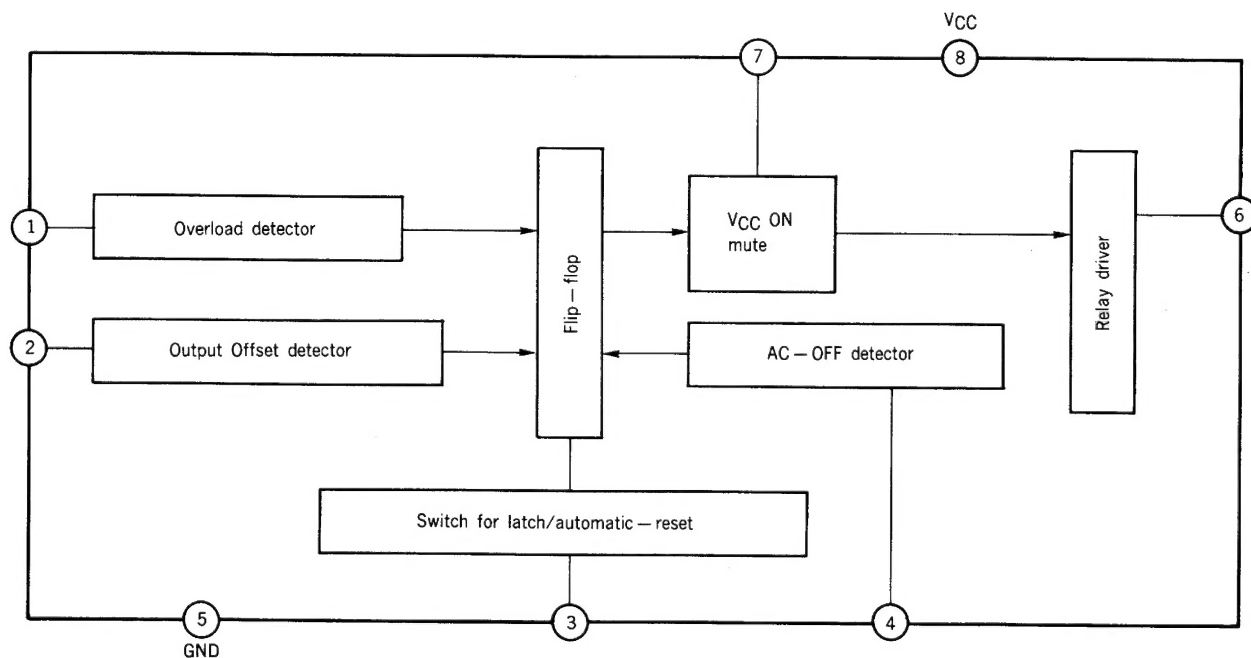 VCC
7
8
1
Overload detector
Flip-flop
VCC ON
mute
Relay driver
6
2
Output Offset detector
AC-OFF detector
Switch for latch/automatic-reset
5
GND
3
4